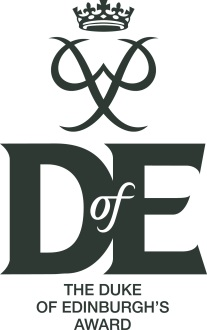 DofE
THE DUKE
OF EDINBURGH'S
AWARD